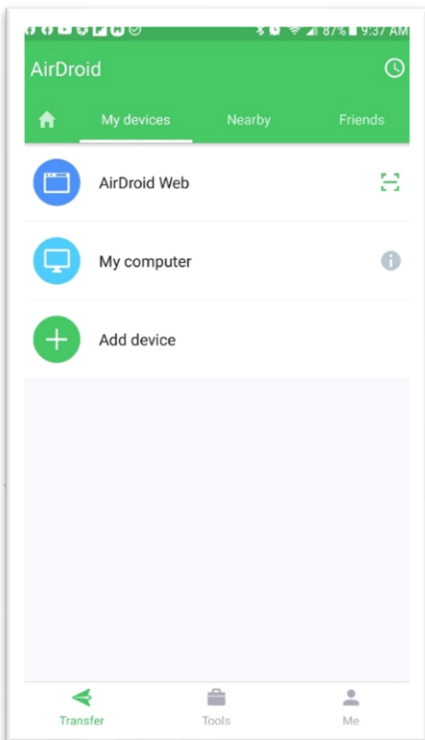 87% 9:37 AM
AirDroid
My devices Nearby Friends
AirDroid Web
My computer
Add device
Transfer Tools Me